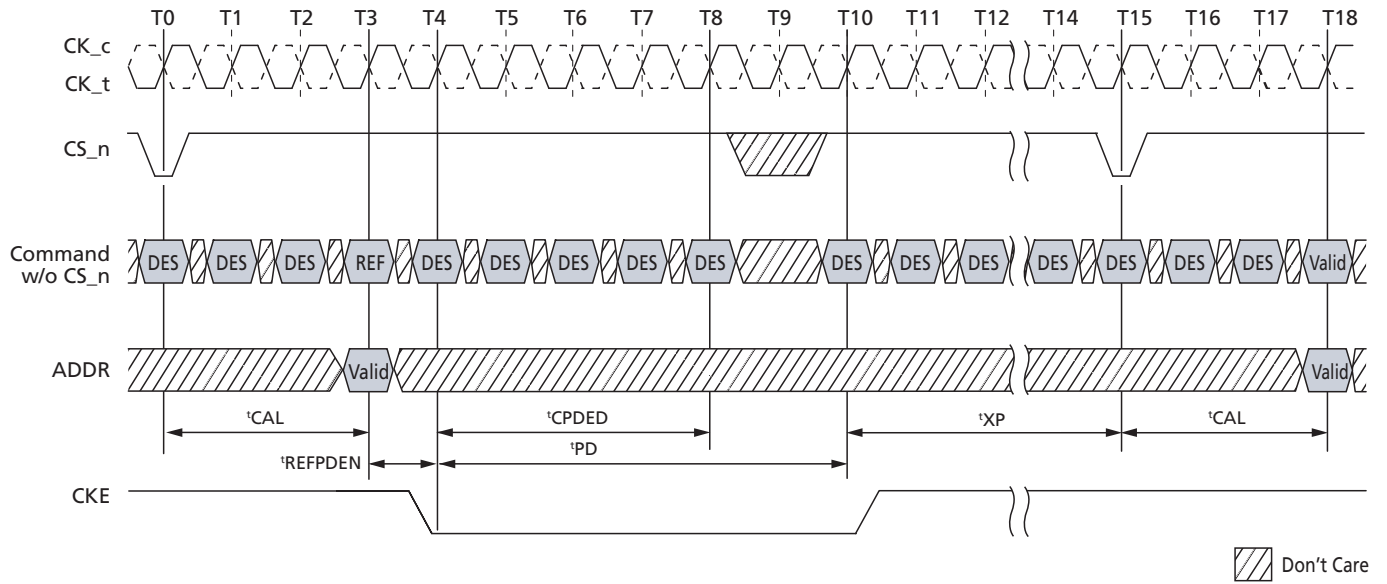 T0 T1 T2 T3 T4 T5 T6 T7 T8 T9 T10 T11 T12 T14 T15 T16 T17 T18
CK_c
CK_t
CS_n
Command
w/o CS_n
DES DES DES REF DES DES DES DES DES DES DES DES DES DES DES DES Valid
ADDR
Valid Valid
tCAL tCPDED tXP tCAL
tREFPDEN tPD
CKE
Don't Care